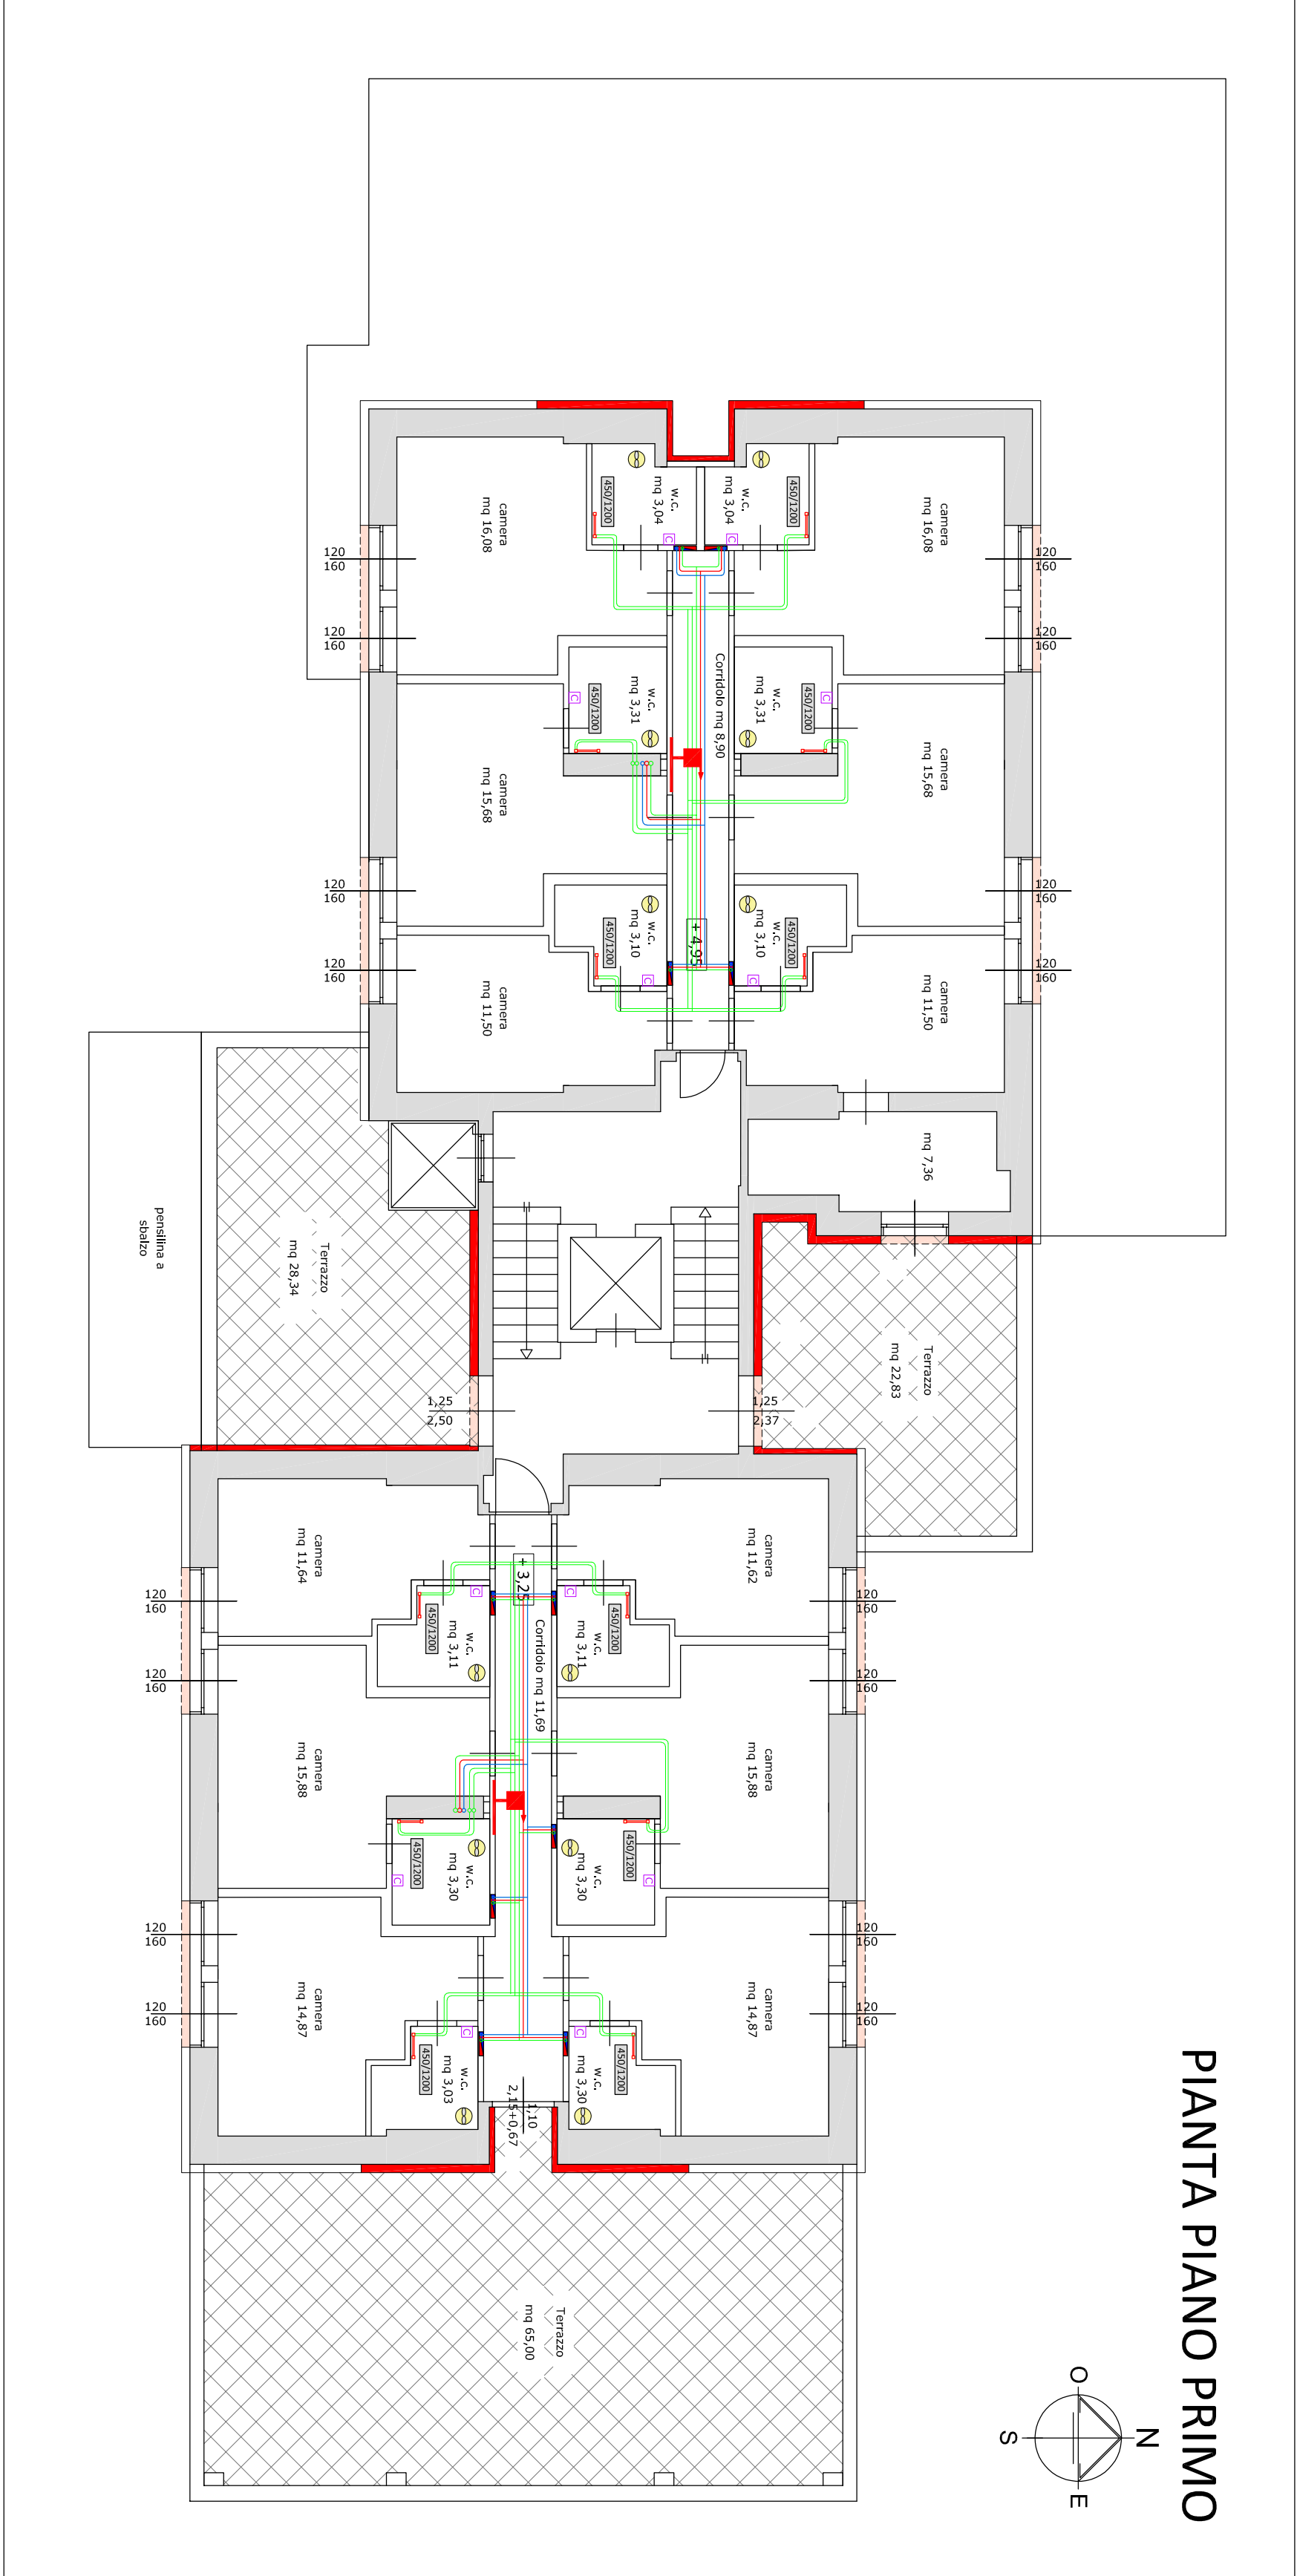 PIANTA PIANO PRIMO
N
O
E
S
120
160
120
160
120
160
120
160
camera
mq 16,08
camera
mq 15,68
camera
mq 11,50
mq 7,36
Terrazzo
mq 22,83
450/1200
w.c.
mq 3,04
450/1200
w.c.
mq 3,31
450/1200
w.c.
mq 3,10
C
C
C
Corridoio mq 8,90
+ 4,95
C
C
C
w.c.
mq 3,04
450/1200
w.c.
mq 3,31
450/1200
w.c.
mq 3,10
450/1200
camera
mq 16,08
camera
mq 15,68
camera
mq 11,50
120
160
120
160
120
160
120
160
1,25
2,37
1,25
2,50
Terrazzo
mq 28,34
pensilina a
sbalzo
120
160
120
160
120
160
120
160
camera
mq 11,62
camera
mq 15,88
camera
mq 14,87
450/1200
w.c.
mq 3,11
450/1200
w.c.
mq 3,30
450/1200
w.c.
mq 3,30
C
C
C
Corridoio mq 11,69
+ 3,25
1,10
2,15+0,67
C
C
C
w.c.
mq 3,11
450/1200
w.c.
mq 3,30
450/1200
w.c.
mq 3,03
450/1200
camera
mq 11,64
camera
mq 15,88
camera
mq 14,87
120
160
120
160
120
160
120
160
Terrazzo
mq 65,00